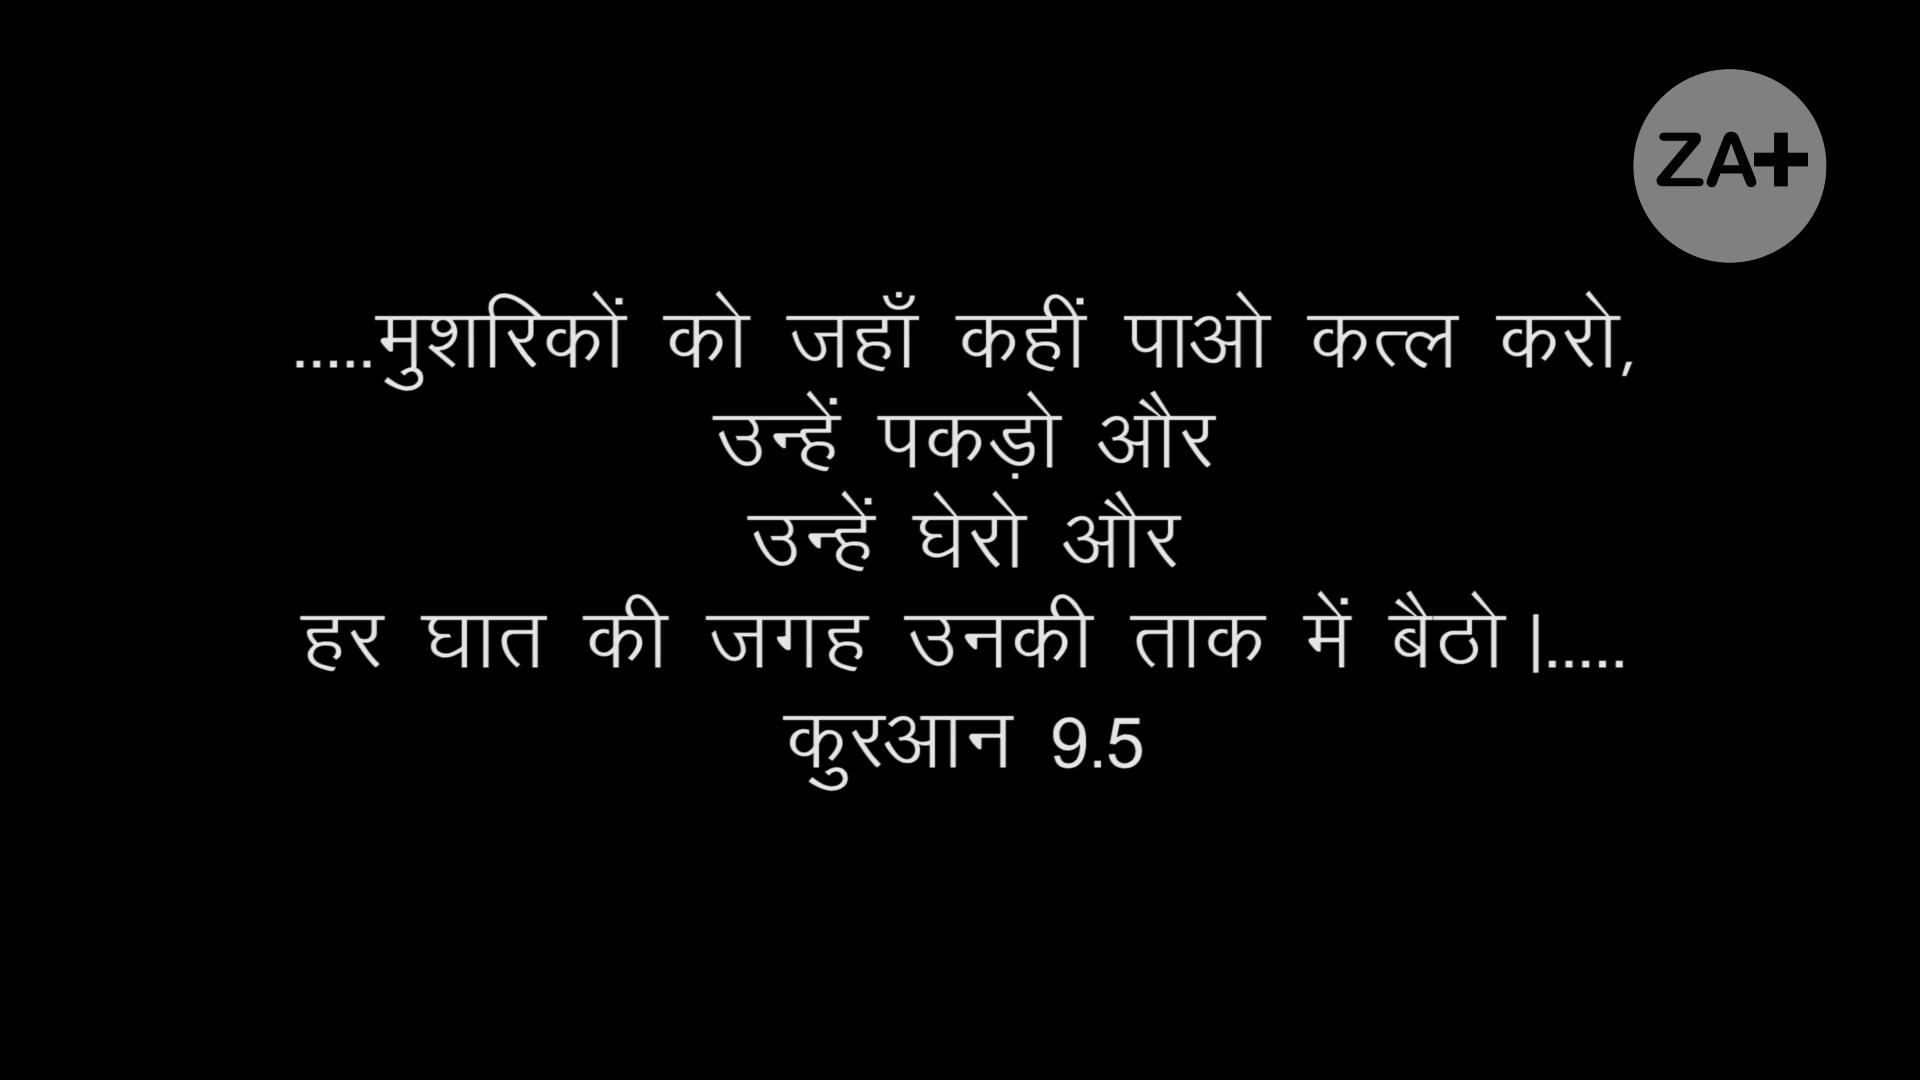 ZA+
.....मुशरिकों को जहाँ कहीं पाओ कत्ल करो,
उन्हें पकड़ो और
उन्हें घेरो और
हर घात की जगह उनकी ताक में बैठो |.....
कुरआन 9.5